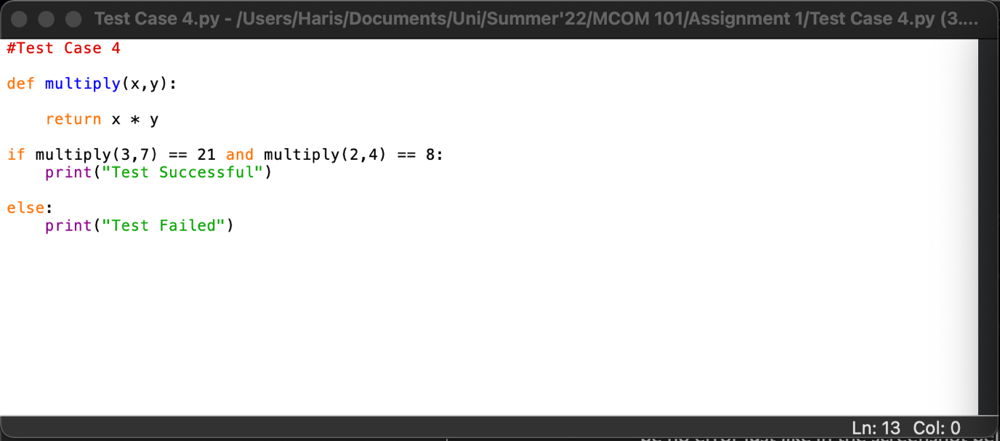 Test Case 4.py - /Users/Haris/Documents/Uni/Summer'22/MCOM 101/Assignment 1/Test Case 4.py (3....
#Test Case 4
def multiply(x,y):
    return x * y
if multiply(3,7) == 21 and multiply(2,4) == 8:
    print("Test Successful")
else:
    print("Test Failed")
Ln: 13 Col: 0